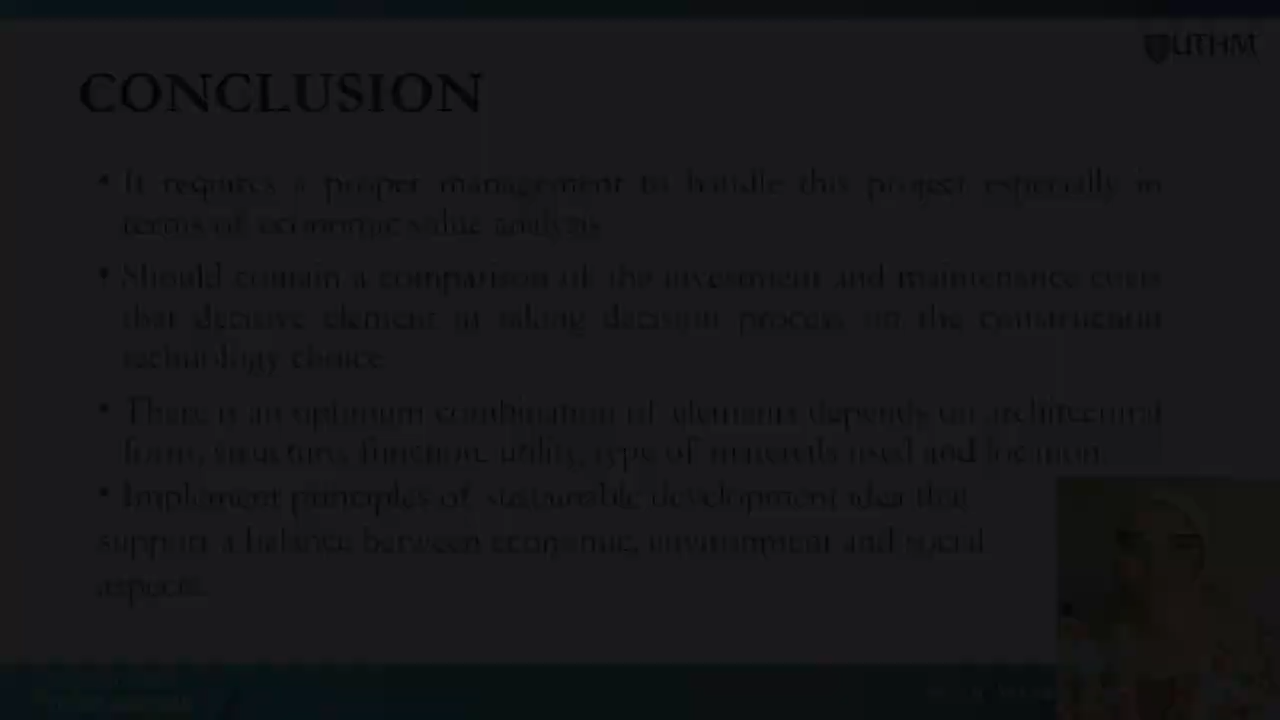 UTHM
CONCLUSION
• It requires a proper management to handle this project especially in
terms of economic value analysis
• Should contain a comparison of the investment and maintenance costs
that decisive element at taking decision process on the construction
technology choice.
• There is an optimum combination of elements depends on architectural
form, structure, function, utility, type of materials used and location.
• Implement principles of sustainable development idea that
support a balance between economic, environment and social
aspects.